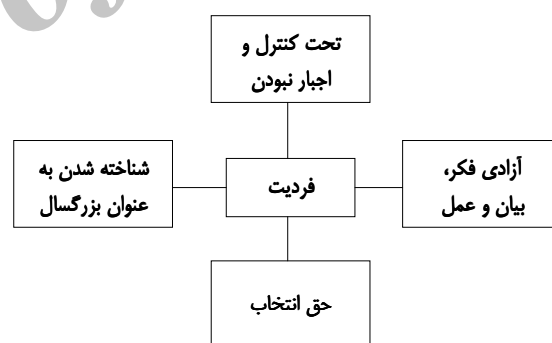 تحت کنترل و
اجبار نبودن
آزادی فکر،
بیان و عمل
فردیت
شناخته شدن به
عنوان بزرگسال
حق انتخاب